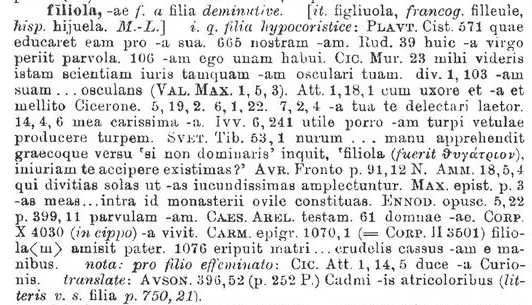 filiola, -ae f. a filia deminutive. [it. figliuola, francog. filleule,
hisp. hijuela. M.-L.] i. q. filia hypocoristice: PLAVT. Cist. 571 quae
educaret eam pro -a sua. 665 nostram -am. Rud. 39 huic -a virgo
periit parvola. 106 -am ego unam habui. CIC. Mur. 23 mihi videris
istam scientiam iuris tamquam -am osculari tuam. div. 1, 103 -am
suam ... osculans (VAL. MAX. 1, 5, 3). Att. 1, 18, 1 cum uxore et -a et
mellito Cicerone. 5, 19, 2. 6, 1, 22. 7, 2, 4 -a tua te delectari laetor.
14, 4, 6 mea carissima -a. IVV. 6, 241 utile porro -am turpi vetulae
producere turpem. SVET. Tib. 53, 1 nurum ... manu apprehendit
graecoque versu 'si non dominaris' inquit, 'filiola (fuerit θυγάτριον),
iniuriam te accipere existimas?' AVR. Fronto p. 91, 12 N. AMM. 18, 5, 4
qui divitias solas ut -as iucundissimas amplectuntur. MAX. epist. p. 3
-as meas...intra id monasterii ovile constituas. ENNOD. opusc. 5, 22
p. 399, 11 parvulam -am. CAES. AREL. testam. 61 domnae -ae. CORP.
X 4030 (in cippo) -a vivit. CARM. epigr. 1070, 1 (= CORP. II 3501) filio-
la⟨m⟩ amisit pater. 1076 eripuit matri ... crudelis cassus -am e ma-
nibus. nota: pro filio effeminato: CIC. Att. 1, 14, 5 duce -a Curio-
nis. translate: AVSON. 396, 52 (p. 252 P.) Cadmi -is atricoloribus (lit-
teris v. s. filia p. 750, 21).